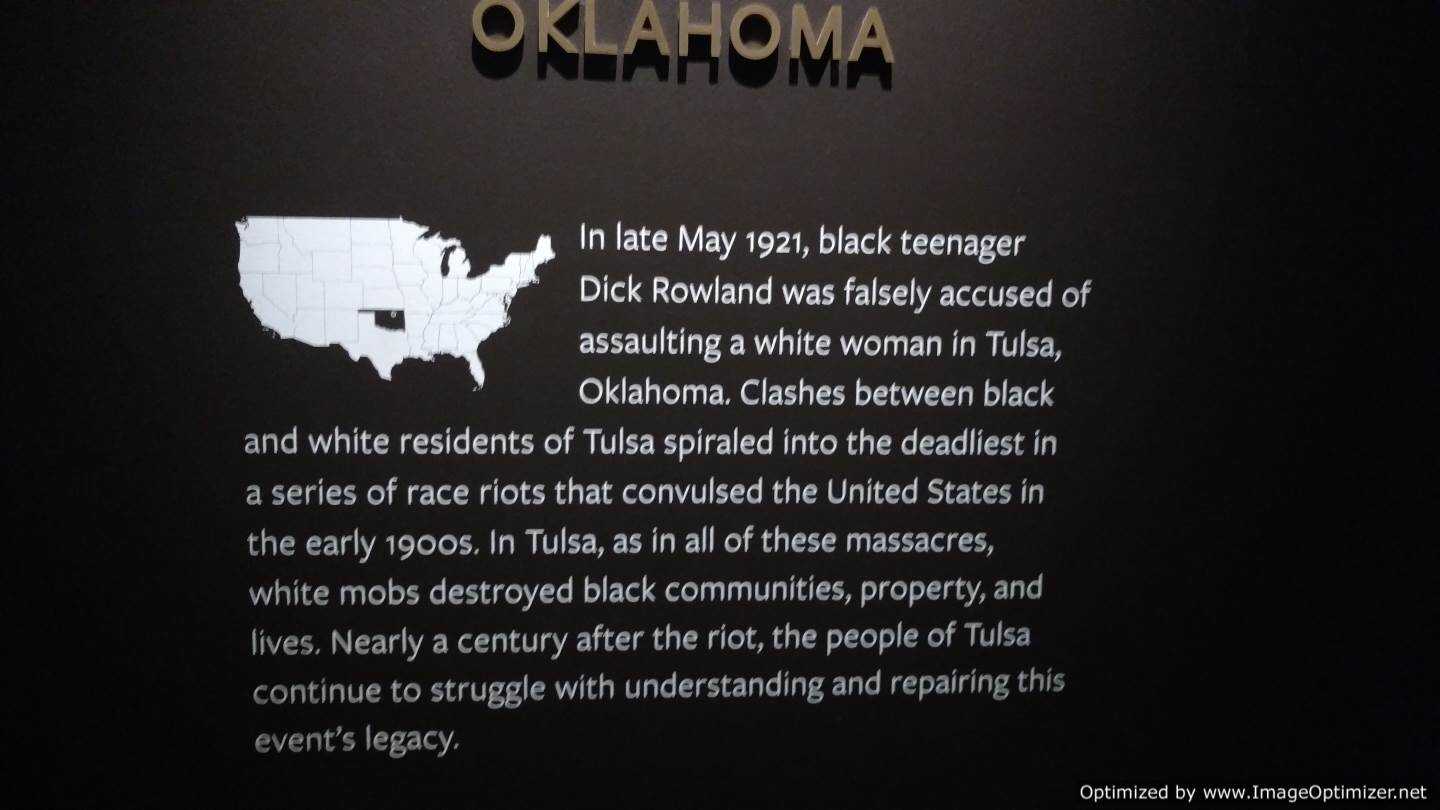 OKLAHOMA
In late May 1921, black teenager
Dick Rowland was falsely accused of
assaulting a white woman in Tulsa,
Oklahoma. Clashes between black
and white residents of Tulsa spiraled into the deadliest in
a series of race riots that convulsed the United States in
the early 1900s. In Tulsa, as in all of these massacres,
white mobs destroyed black communities, property, and
lives. Nearly a century after the riot, the people of Tulsa
continue to struggle with understanding and repairing this
event’s legacy.
Optimized by www.ImageOptimizer.net